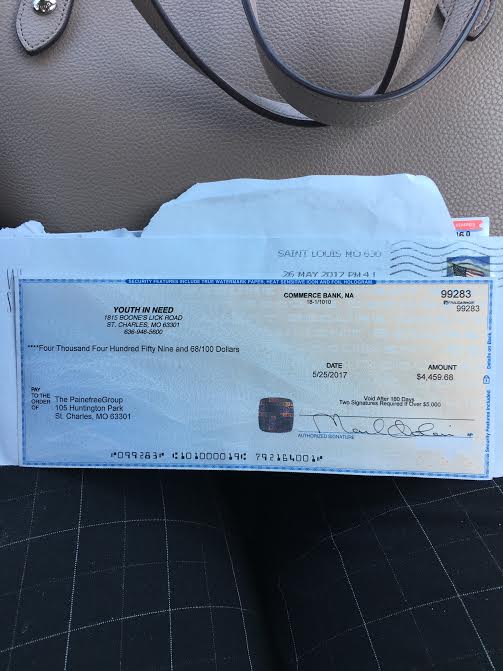 SAINT LOUIS MO 630
26 MAY 2017 PM 4 L
SECURITY FEATURES INCLUDE TRUE WATERMARK PAPER, HEAT SENSITIVE ICON AND FOIL HOLOGRAM
YOUTH IN NEED
1815 BOONE'S LICK ROAD
ST. CHARLES, MO 63301
636-946-5600
COMMERCE BANK, NA
18-1/1010
99283
99283
****Four Thousand Four Hundred Fifty Nine and 68/100 Dollars
DATE
5/25/2017
AMOUNT
$4,459.68
PAY
TO THE
ORDER
OF
The PainefreeGroup
105 Huntington Park
St. Charles, MO 63301
Void After 180 Days
Two Signatures Required if Over $5,000
AUTHORIZED SIGNATURE
MP
Security Features Included
Details on Back
⑈099283⑈ ⑆101000019⑆ 792164001⑈